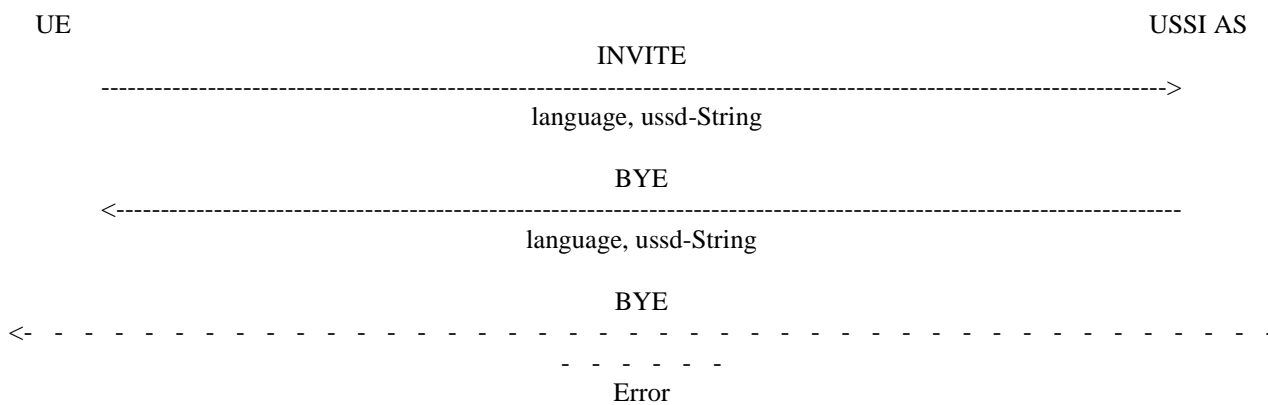 UE USSI AS
INVITE
------------------------------------------------------------------------------------------------------------------------>
language, ussd-String
BYE
<------------------------------------------------------------------------------------------------------------------------
language, ussd-String
BYE
<- - - - - - - - - - - - - - - - - - - - - - - - - - - - - - - - - - - - - - - - - -
- - - - - -
Error